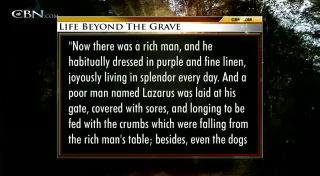 CBN.COM
LIFE BEYOND THE GRAVE
"Now there was a rich man, and he
habitually dressed in purple and fine linen,
joyously living in splendor every day. And a
poor man named Lazarus was laid at his
gate, covered with sores, and longing to be
fed with the crumbs which were falling from
the rich man's table; besides, even the dogs